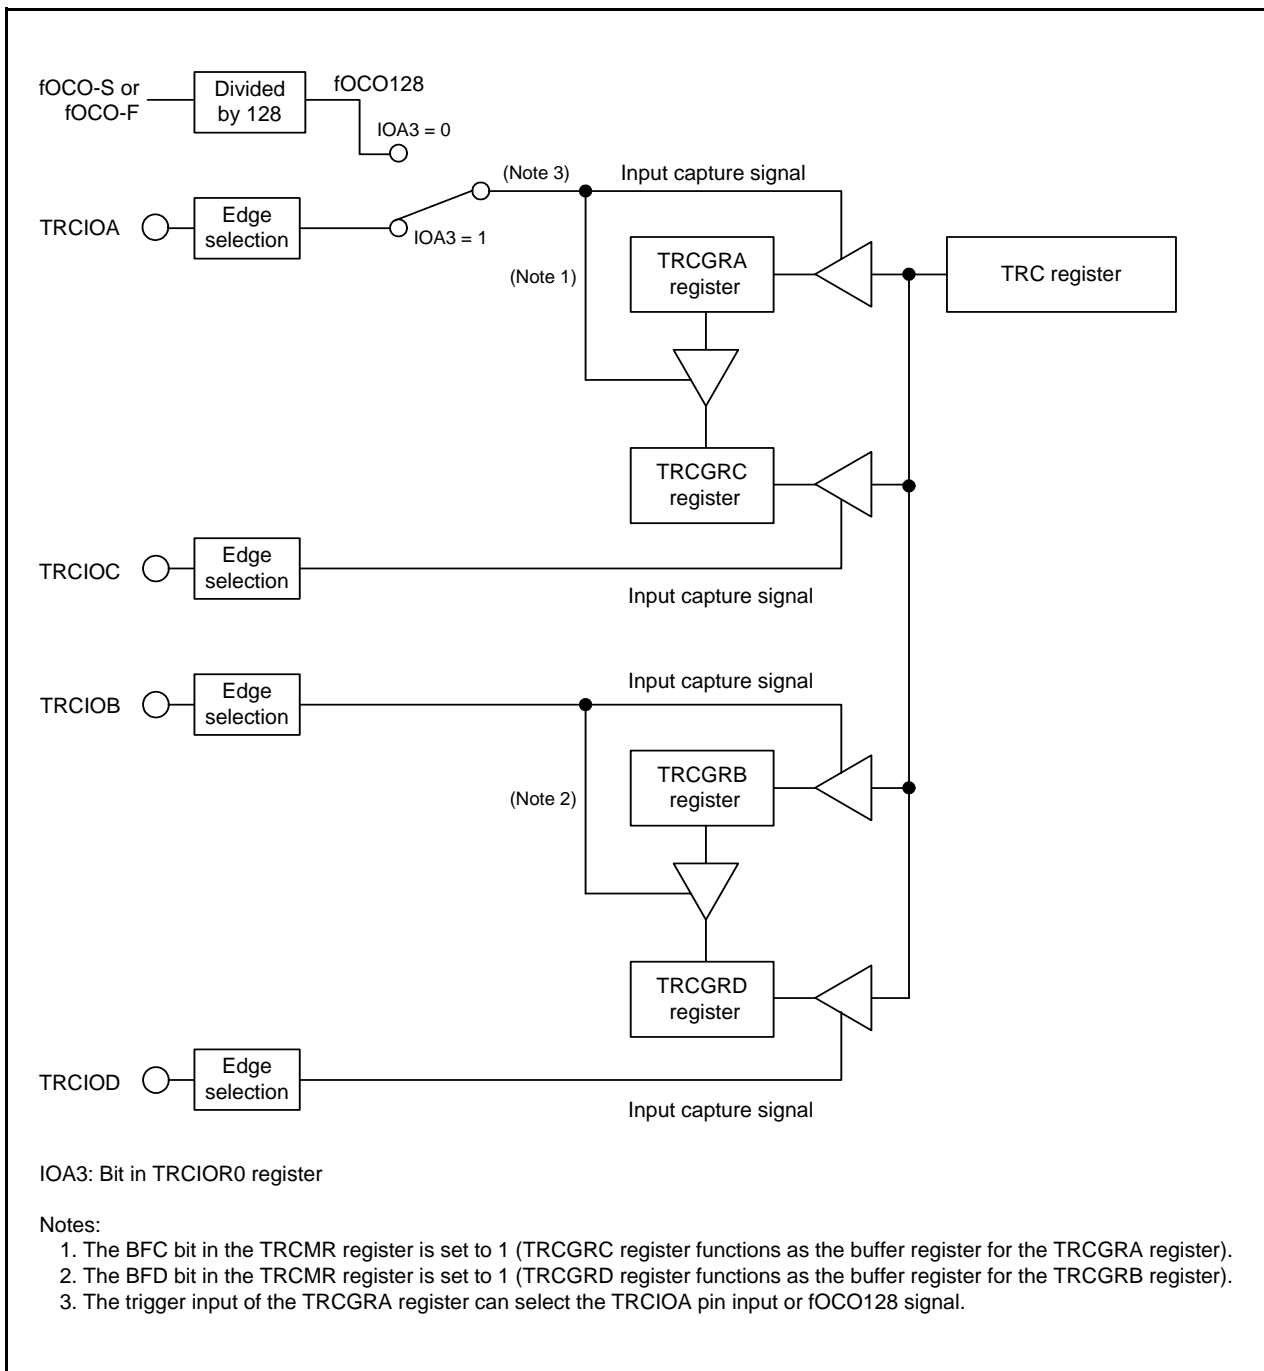 fOCO-S or
fOCO-F
Divided
by 128
fOCO128
IOA3 = 0
(Note 3)
Input capture signal
TRCIOA
Edge
selection
IOA3 = 1
(Note 1)
TRCGRA
register
TRC register
TRCGRC
register
TRCIOC
Edge
selection
Input capture signal
TRCIOB
Edge
selection
Input capture signal
(Note 2)
TRCGRB
register
TRCGRD
register
TRCIOD
Edge
selection
Input capture signal
IOA3: Bit in TRCIOR0 register
Notes:
1. The BFC bit in the TRCMR register is set to 1 (TRCGRC register functions as the buffer register for the TRCGRA register).
2. The BFD bit in the TRCMR register is set to 1 (TRCGRD register functions as the buffer register for the TRCGRB register).
3. The trigger input of the TRCGRA register can select the TRCIOA pin input or fOCO128 signal.